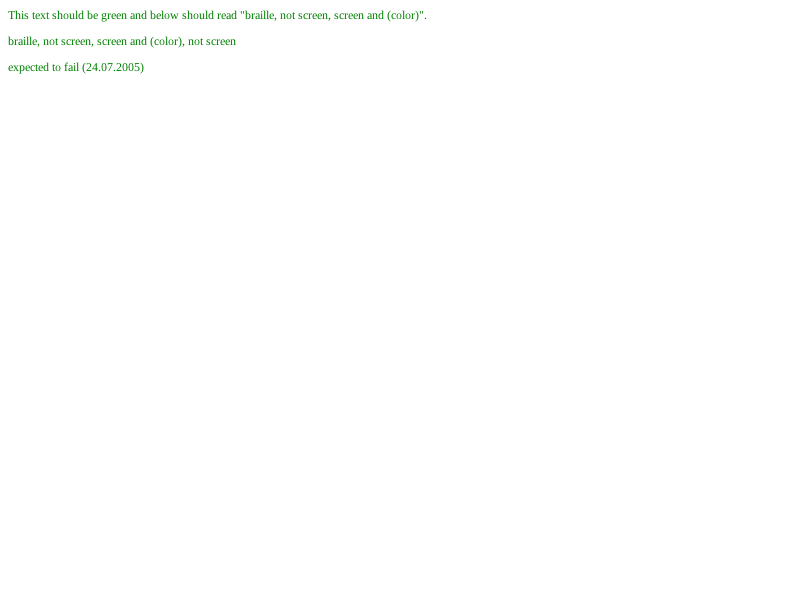 This text should be green and below should read "braille, not screen, screen and (color)".
braille, not screen, screen and (color), not screen
expected to fail (24.07.2005)